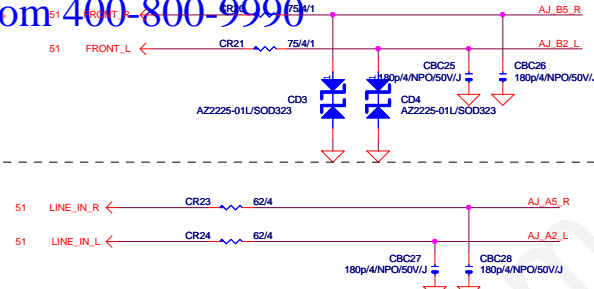 om 400-800-9990
51 FRONT_R CR20 75/4/1 AJ_B5_R
51 FRONT_L CR21 75/4/1 AJ_B2_L
CBC25 180p/4/NPO/50V/J
CBC26 180p/4/NPO/50V/J
CD3 AZ2225-01L/SOD323
CD4 AZ2225-01L/SOD323
51 LINE_IN_R CR23 62/4 AJ_A5_R
51 LINE_IN_L CR24 62/4 AJ_A2_L
CBC27 180p/4/NPO/50V/J
CBC28 180p/4/NPO/50V/J